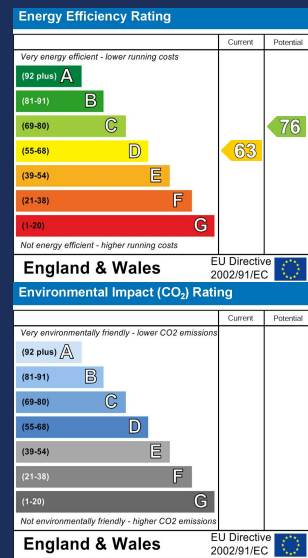 Energy Efficiency Rating
Current Potential
Very energy efficient - lower running costs
(92 plus) A
(81-91) B
(69-80) C
76
(55-68) D
63
(39-54) E
(21-38) F
(1-20) G
Not energy efficient - higher running costs
England & Wales
EU Directive
2002/91/EC
Environmental Impact (CO₂) Rating
Current Potential
Very environmentally friendly - lower CO2 emissions
(92 plus) A
(81-91) B
(69-80) C
(55-68) D
(39-54) E
(21-38) F
(1-20) G
Not environmentally friendly - higher CO2 emissions
England & Wales
EU Directive
2002/91/EC